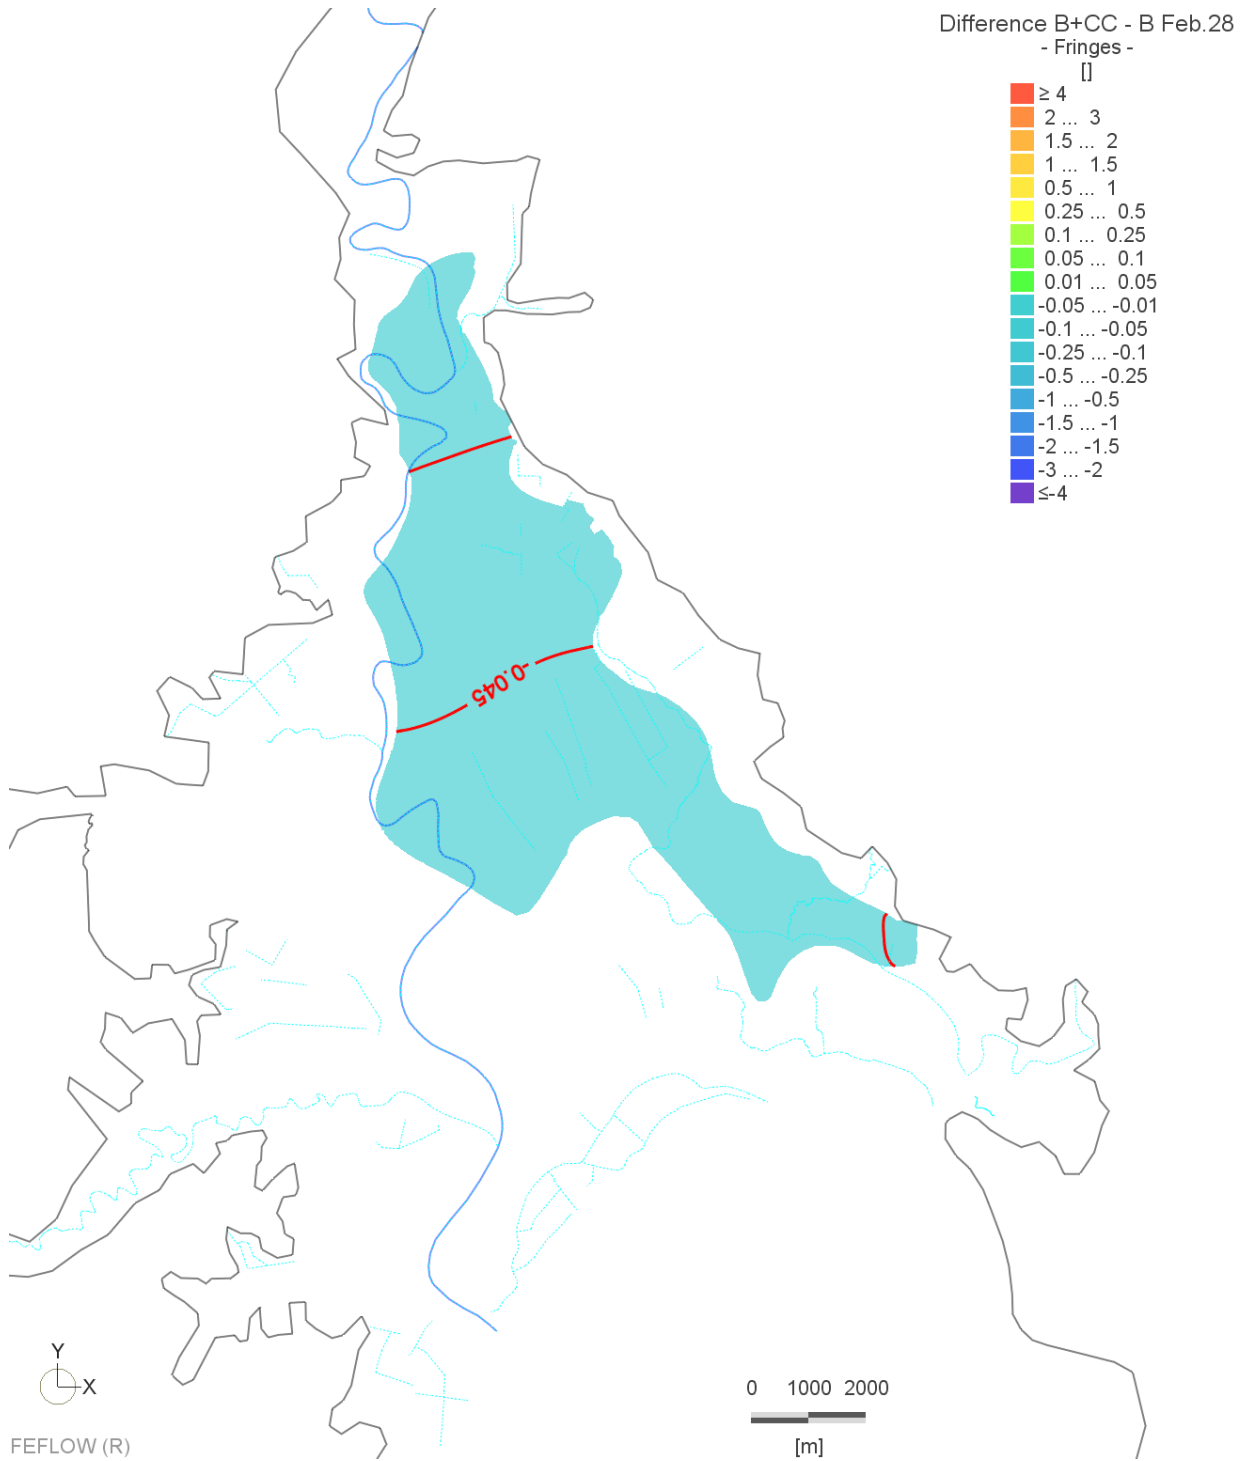 Difference B+CC - B Feb.28
- Fringes -
[]
≥ 4
2 ... 3
1.5 ... 2
1 ... 1.5
0.5 ... 1
0.25 ... 0.5
0.1 ... 0.25
0.05 ... 0.1
0.01 ... 0.05
-0.05 ... -0.01
-0.1 ... -0.05
-0.25 ... -0.1
-0.5 ... -0.25
-1 ... -0.5
-1.5 ... -1
-2 ... -1.5
-3 ... -2
≤-4
-0.045
Y
X
0 1000 2000
[m]
FEFLOW (R)